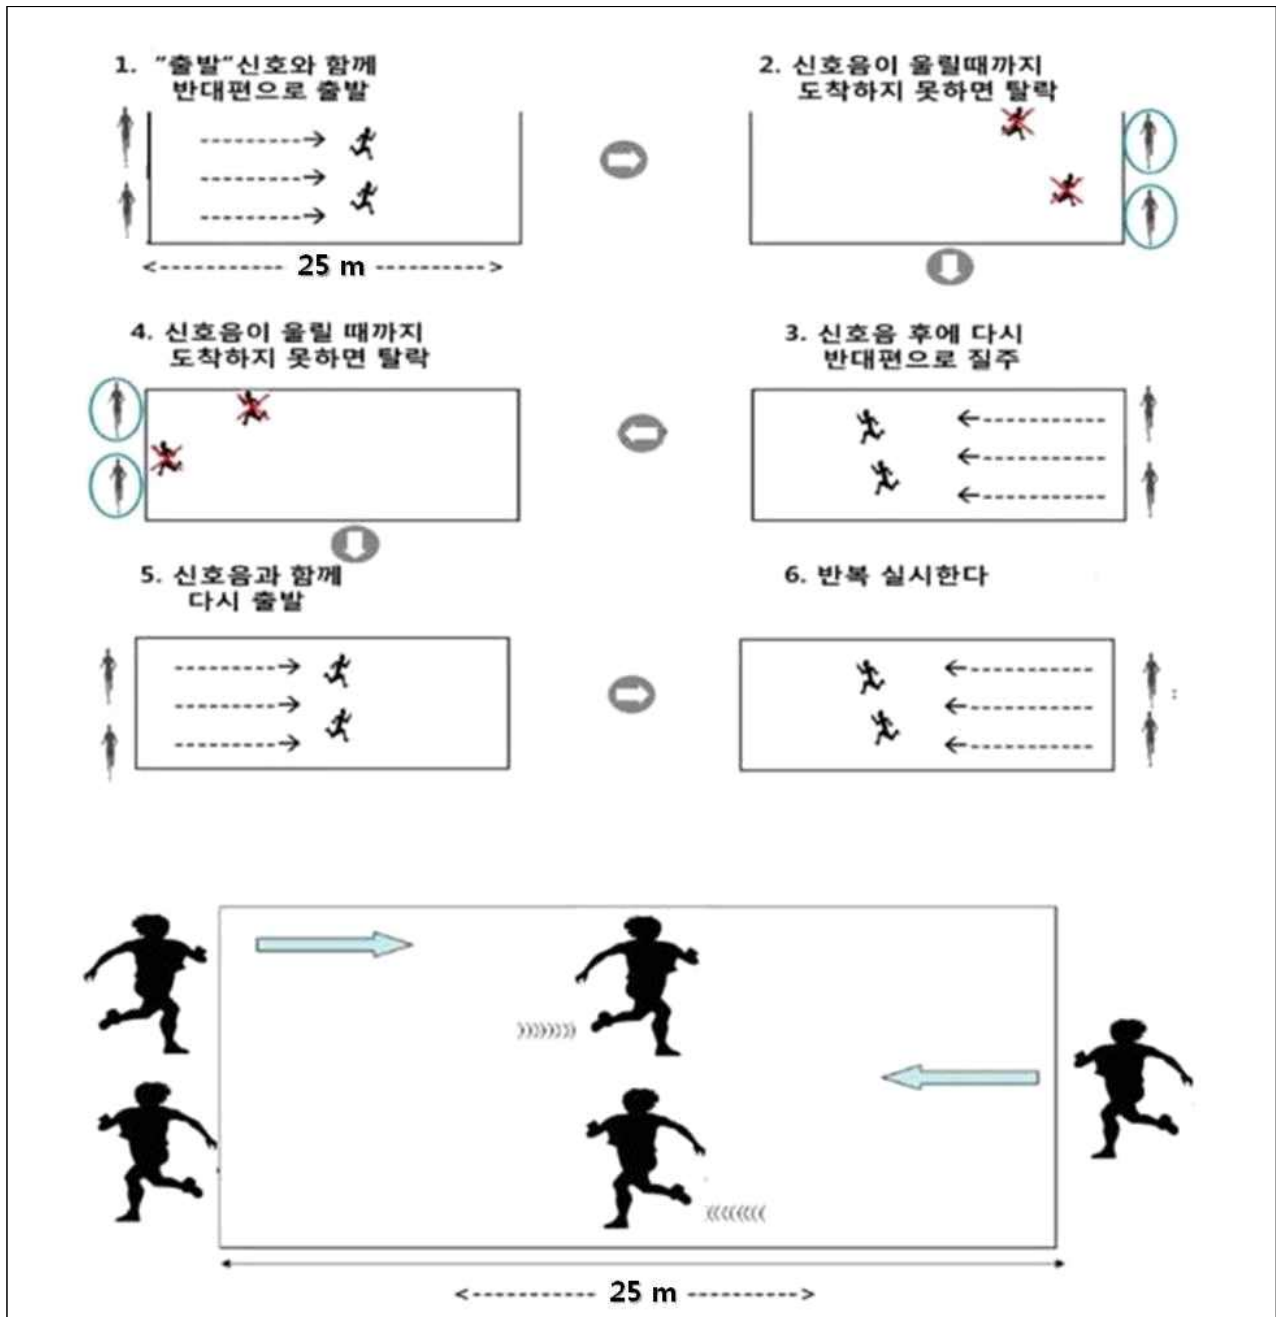 1. "출발"신호와 함께
반대편으로 출발
2. 신호음이 울릴때까지
도착하지 못하면 탈락
25 m
4. 신호음이 울릴 때까지
도착하지 못하면 탈락
3. 신호음 후에 다시
반대편으로 질주
5. 신호음과 함께
다시 출발
6. 반복 실시한다
25 m